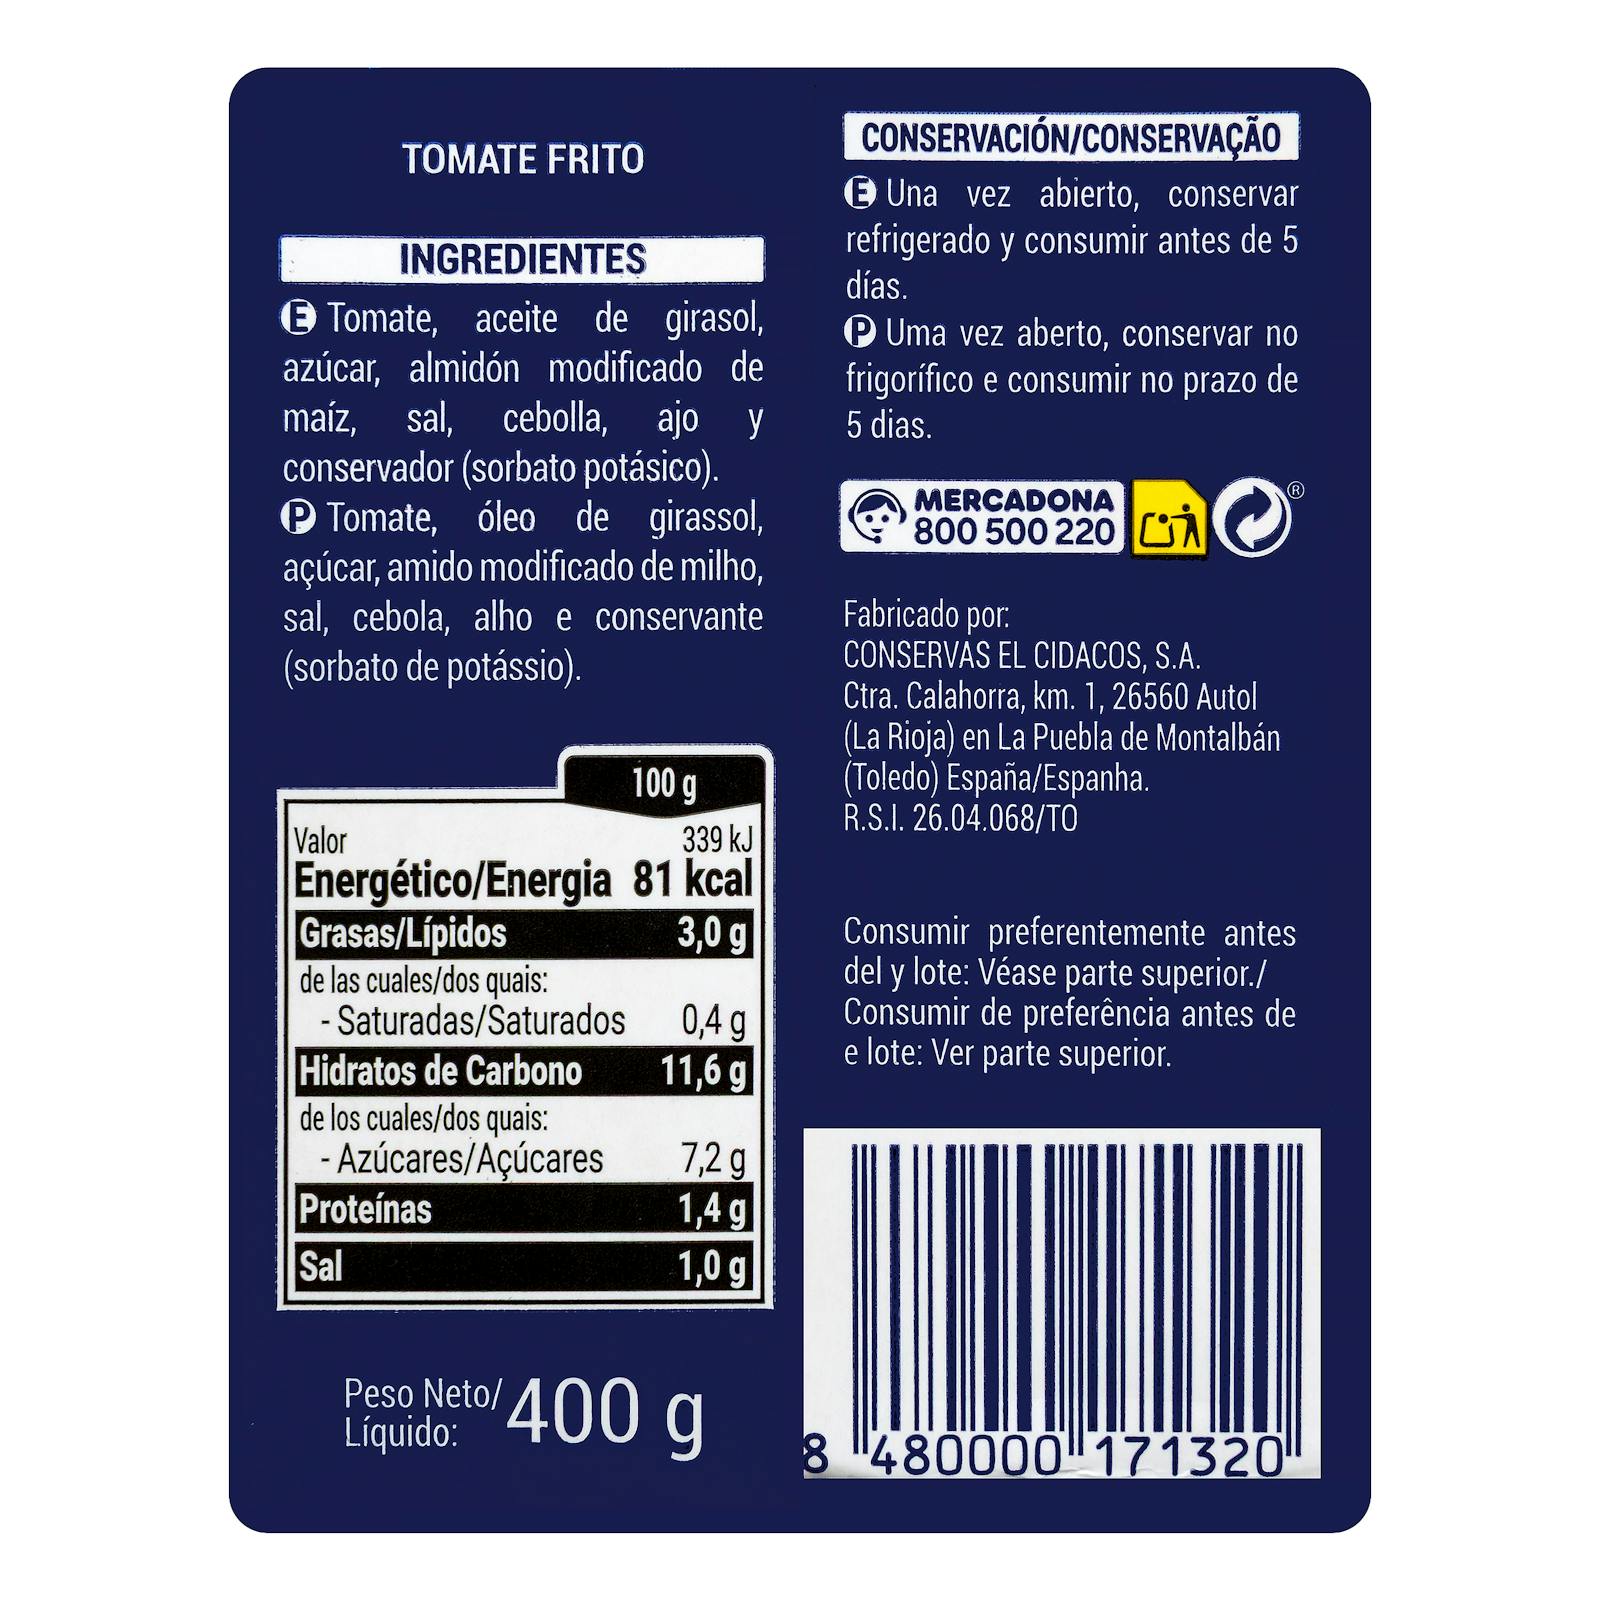 TOMATE FRITO
INGREDIENTES
E Tomate, aceite de girasol,
azúcar, almidón modificado de
maíz, sal, cebolla, ajo y
conservador (sorbato potásico).
P Tomate, óleo de girassol,
açúcar, amido modificado de milho,
sal, cebola, alho e conservante
(sorbato de potássio).
100 g
Valor 339 kJ
Energético/Energia 81 kcal
Grasas/Lípidos 3,0 g
de las cuales/dos quais:
- Saturadas/Saturados 0,4 g
Hidratos de Carbono 11,6 g
de los cuales/dos quais:
- Azúcares/Açúcares 7,2 g
Proteínas 1,4 g
Sal 1,0 g
Peso Neto/
Líquido: 400 g
CONSERVACIÓN/CONSERVAÇÃO
E Una vez abierto, conservar
refrigerado y consumir antes de 5
días.
P Uma vez aberto, conservar no
frigorífico e consumir no prazo de
5 dias.
MERCADONA
800 500 220
®
Fabricado por:
CONSERVAS EL CIDACOS, S.A.
Ctra. Calahorra, km. 1, 26560 Autol
(La Rioja) en La Puebla de Montalbán
(Toledo) España/Espanha.
R.S.I. 26.04.068/TO
Consumir preferentemente antes
del y lote: Véase parte superior./
Consumir de preferência antes de
e lote: Ver parte superior.
8 480000 171320